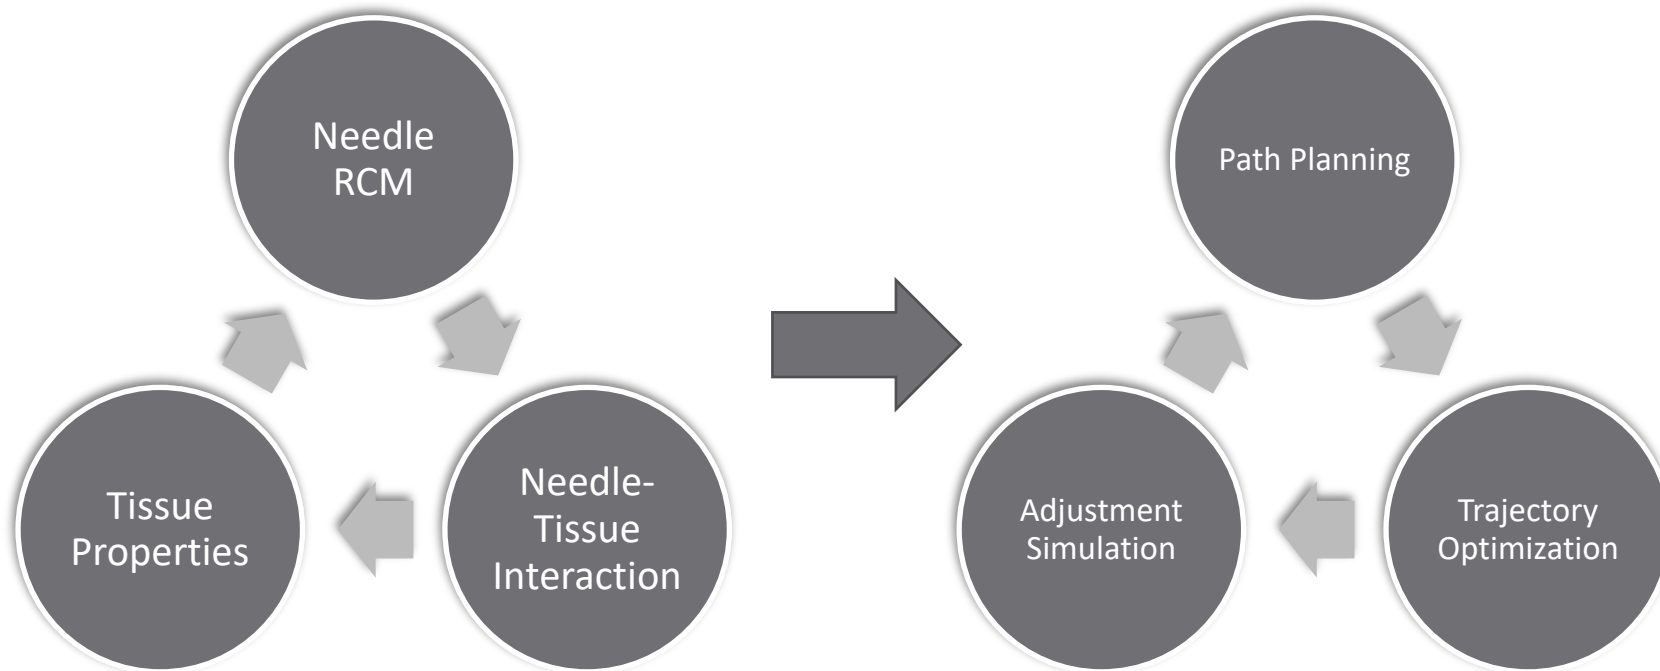 Needle
RCM
Needle-
Tissue
Interaction
Tissue
Properties
Path Planning
Trajectory
Optimization
Adjustment
Simulation